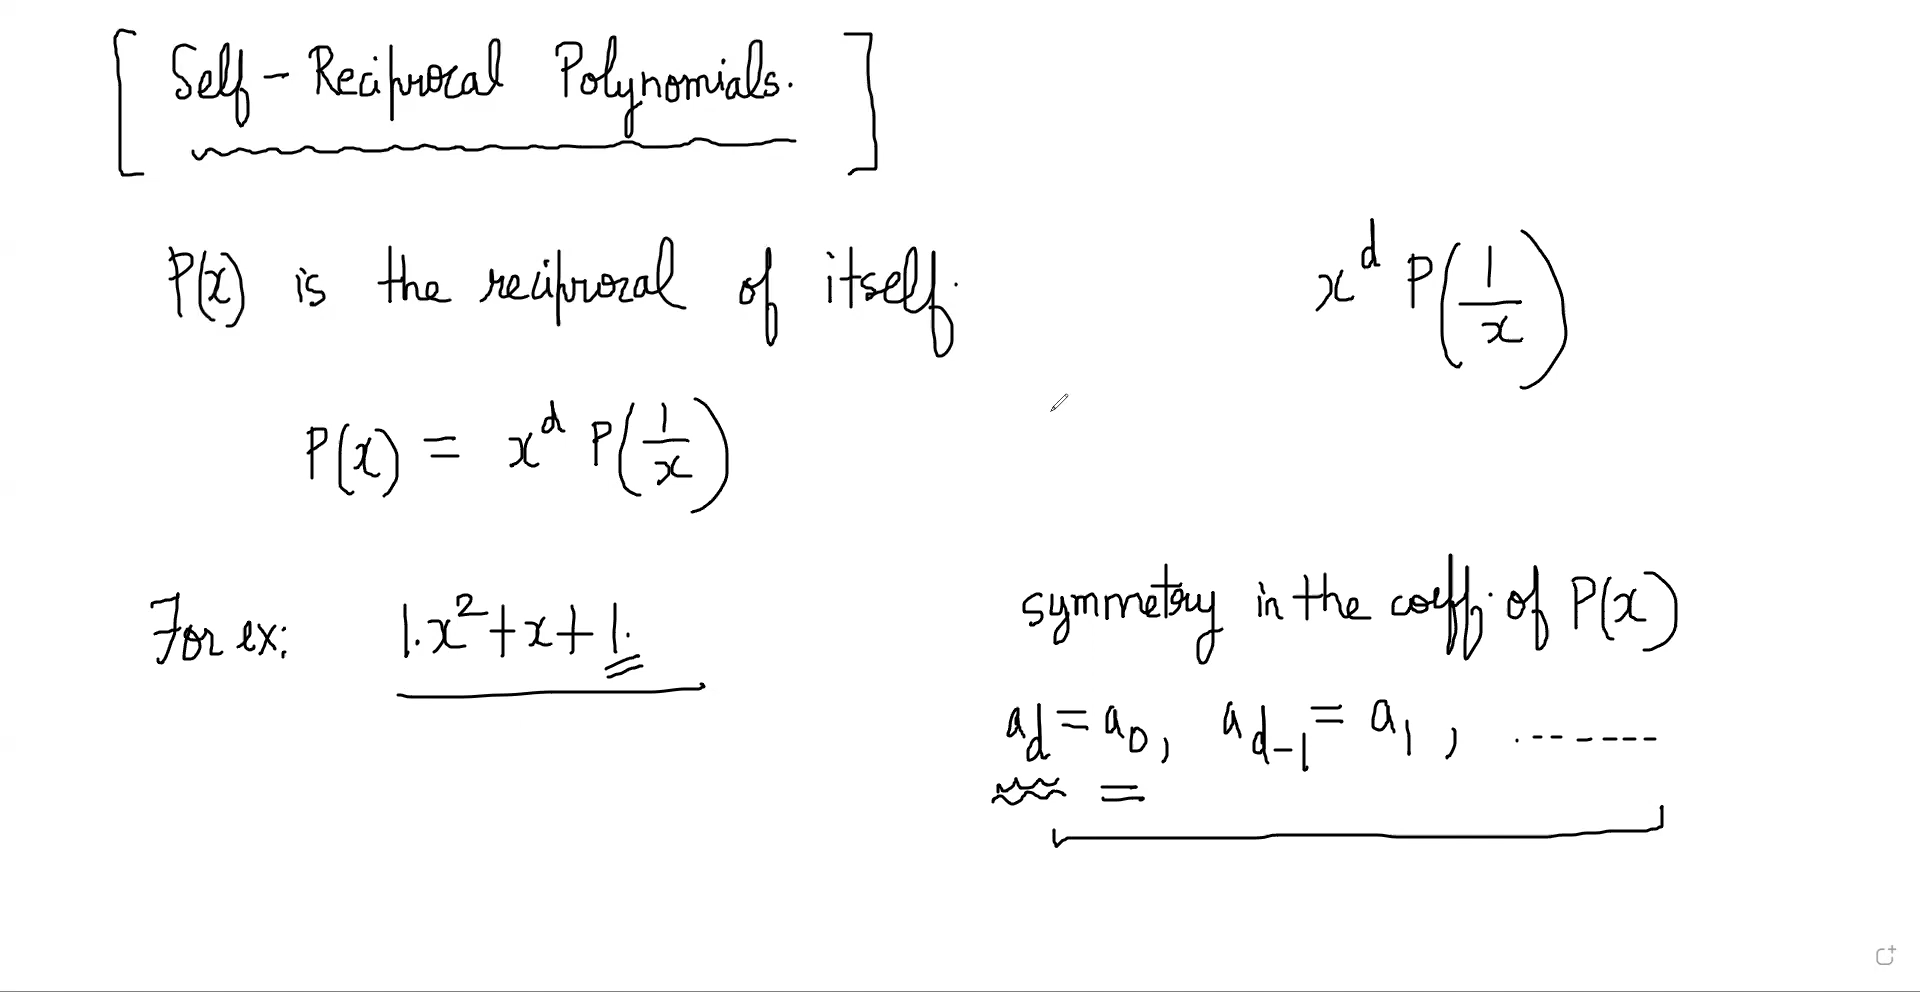 [ Self-Reciprocal Polynomials. ]
P(x) is the reciprocal of itself.
x^d P(1/x)
P(x) = x^d P(1/x)
For ex: 1.x^2+x+1.
symmetry in the coeff. of P(x)
a_d = a_0, a_{d-1} = a_1, .-------
=